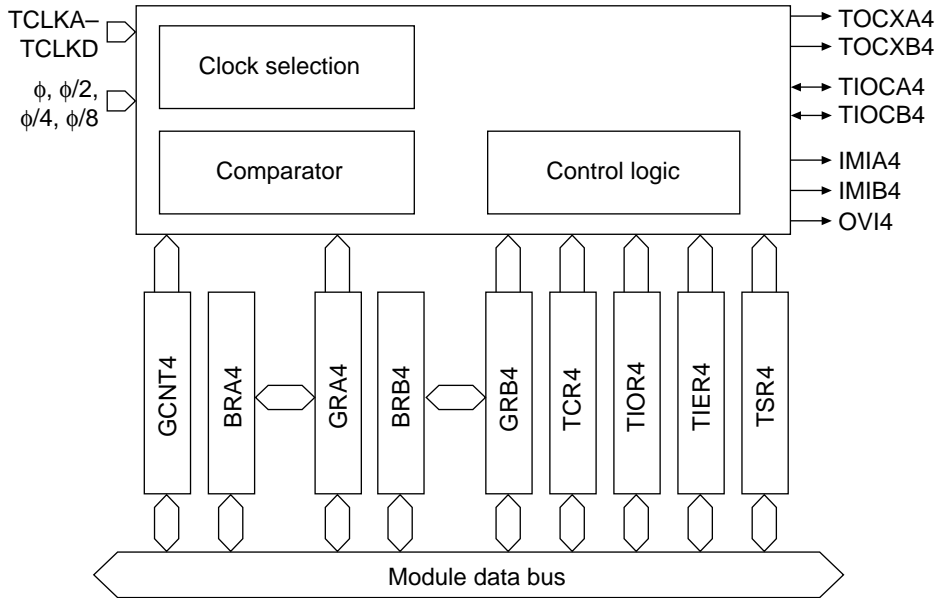 TCLKA–
TCLKD
ϕ, ϕ/2,
ϕ/4, ϕ/8
Clock selection
Comparator
Control logic
TOCXA4
TOCXB4
TIOCA4
TIOCB4
IMIA4
IMIB4
OVI4
GCNT4
BRA4
GRA4
BRB4
GRB4
TCR4
TIOR4
TIER4
TSR4
Module data bus